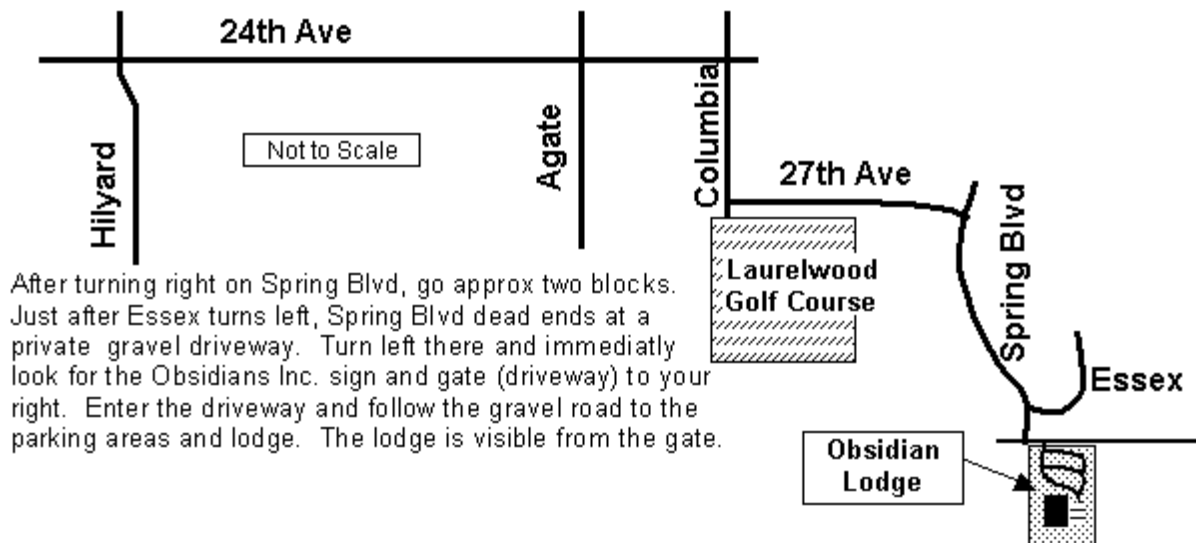 24th Ave
Hilyard
Not to Scale
Agate
Columbia
27th Ave
Spring Blvd
Laurelwood
Golf Course
Essex
After turning right on Spring Blvd, go approx two blocks.
Just after Essex turns left, Spring Blvd dead ends at a
private gravel driveway. Turn left there and immediatly
look for the Obsidians Inc. sign and gate (driveway) to your
right. Enter the driveway and follow the gravel road to the
parking areas and lodge. The lodge is visible from the gate.
Obsidian
Lodge